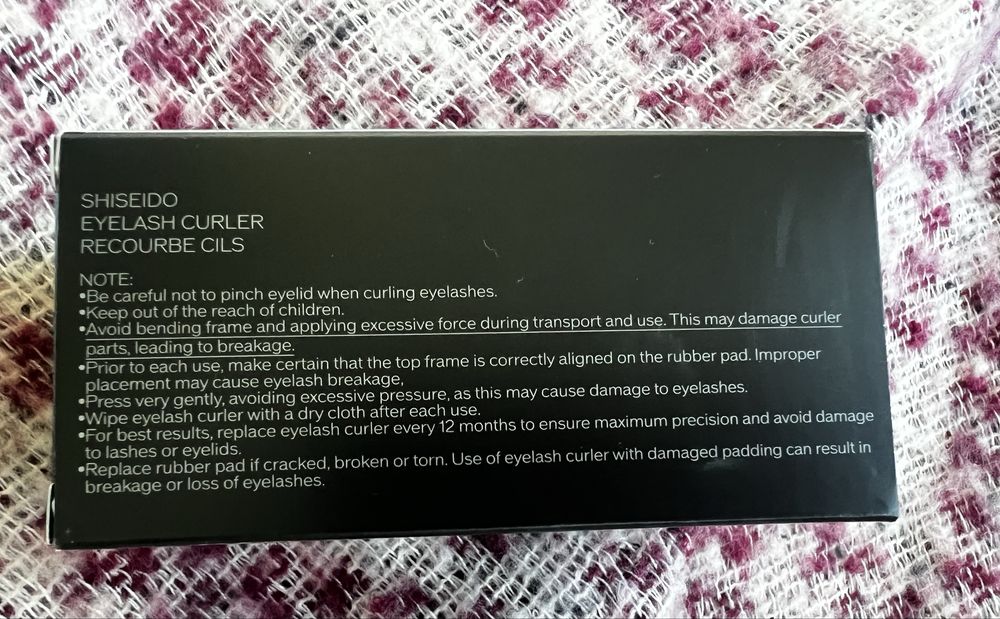 SHISEIDO
EYELASH CURLER
RECOURBE CILS
NOTE:
•Be careful not to pinch eyelid when curling eyelashes.
•Keep out of the reach of children.
•Avoid bending frame and applying excessive force during transport and use. This may damage curler
parts, leading to breakage.
•Prior to each use, make certain that the top frame is correctly aligned on the rubber pad. Improper
placement may cause eyelash breakage,
•Press very gently, avoiding excessive pressure, as this may cause damage to eyelashes.
•Wipe eyelash curler with a dry cloth after each use.
•For best results, replace eyelash curler every 12 months to ensure maximum precision and avoid damage
to lashes or eyelids.
•Replace rubber pad if cracked, broken or torn. Use of eyelash curler with damaged padding can result in
breakage or loss of eyelashes.